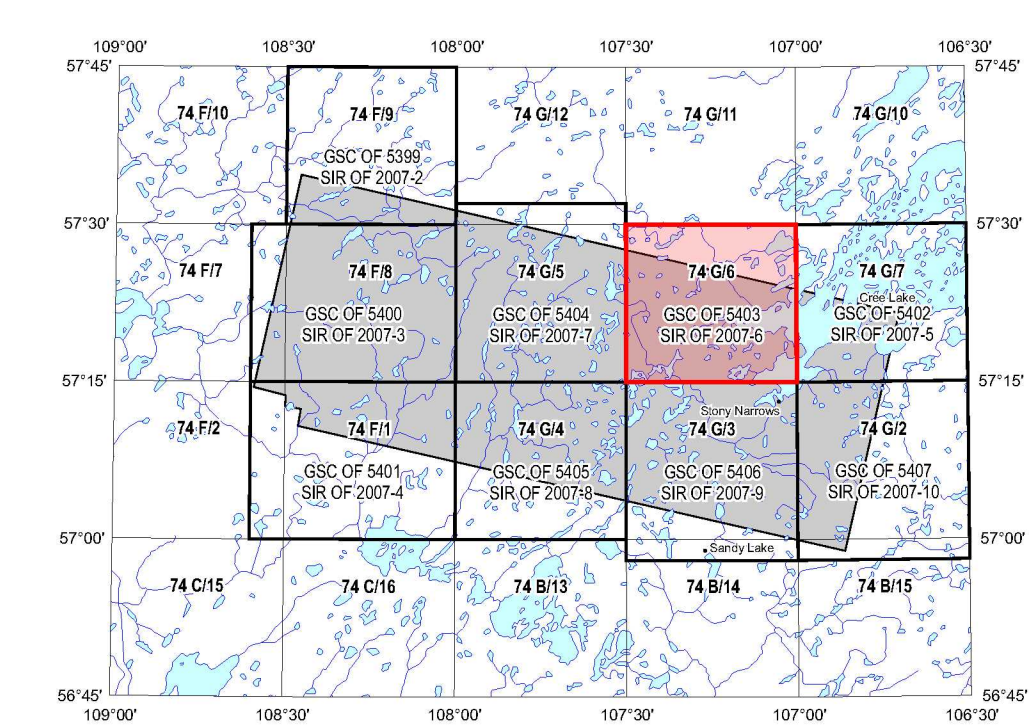 109°00'
108°30'
108°00'
107°30'
107°00'
106°30'
57°45'
57°45'
74 F/10
74 F/9
74 G/12
74 G/11
74 G/10
GSC OF 5399
SIR OF 2007-2
57°30'
57°30'
74 F/7
74 F/8
74 G/5
74 G/6
74 G/7
Cree Lake
GSC OF 5400
SIR OF 2007-3
GSC OF 5404
SIR OF 2007-7
GSC OF 5403
SIR OF 2007-6
GSC OF 5402
SIR OF 2007-5
57°15'
57°15'
Stony Narrows
74 F/2
74 F/1
74 G/4
74 G/3
74 G/2
GSC OF 5401
SIR OF 2007-4
GSC OF 5405
SIR OF 2007-8
GSC OF 5406
SIR OF 2007-9
GSC OF 5407
SIR OF 2007-10
57°00'
57°00'
Sandy Lake
74 C/15
74 C/16
74 B/13
74 B/14
74 B/15
56°45'
56°45'
109°00'
108°30'
108°00'
107°30'
107°00'
106°30'